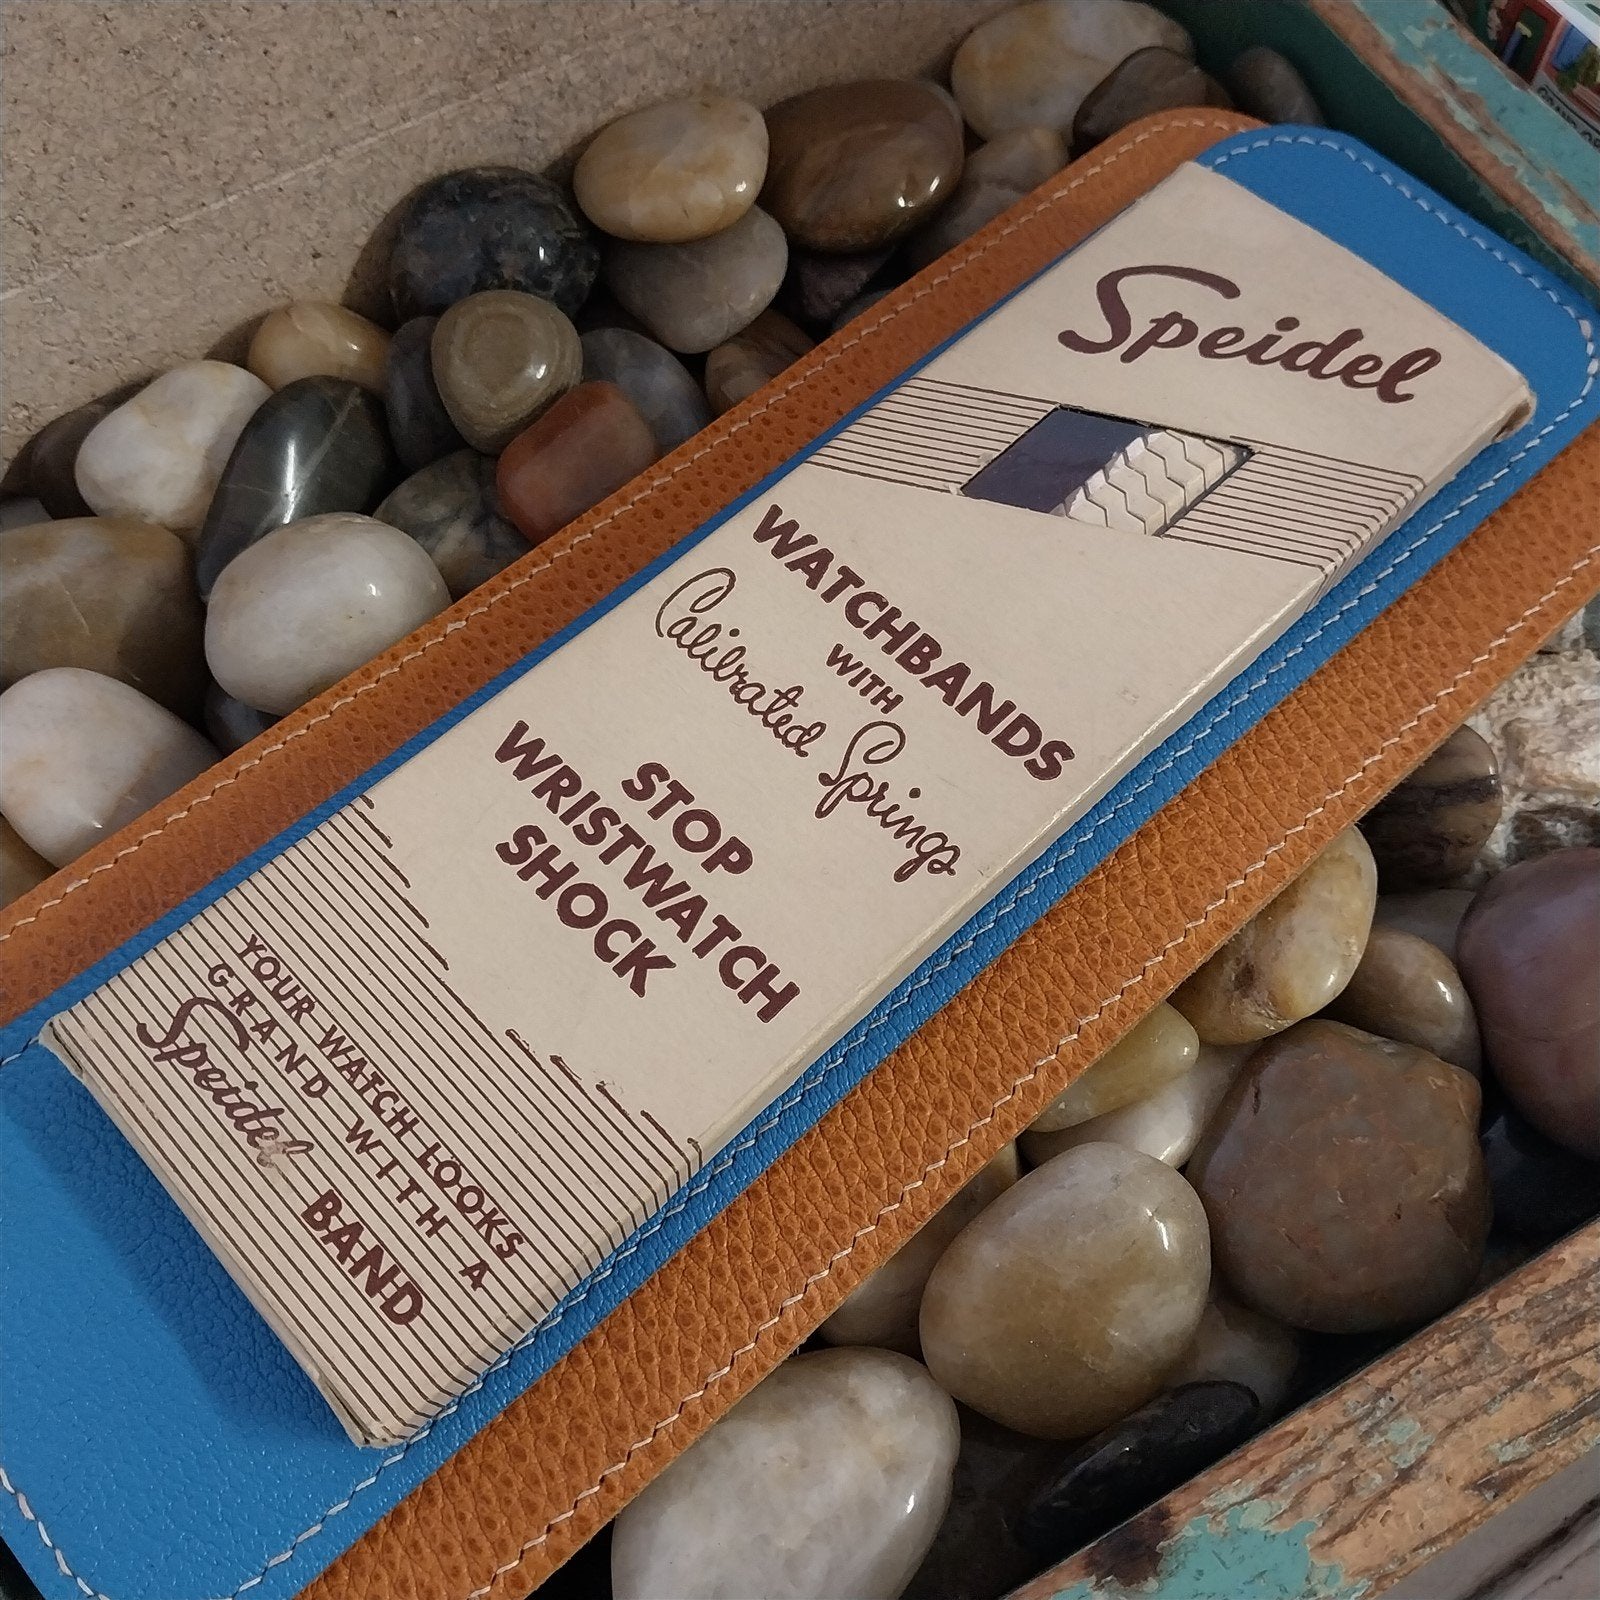 Speidel
WATCHBANDS
WITH
Calibrated Springs
STOP
WRISTWATCH
SHOCK
YOUR WATCH LOOKS
GRAND WITH A
Speidel BAND